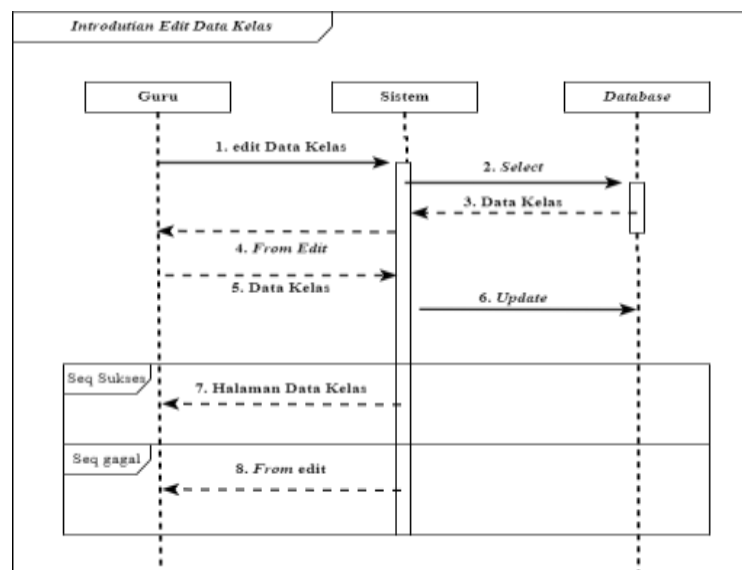 Introdutian Edit Data Kelas
Guru
Sistem
Database
1. edit Data Kelas
2. Select
3. Data Kelas
4. From Edit
5. Data Kelas
6. Update
Seq Sukses
7. Halaman Data Kelas
Seq gagal
8. From edit